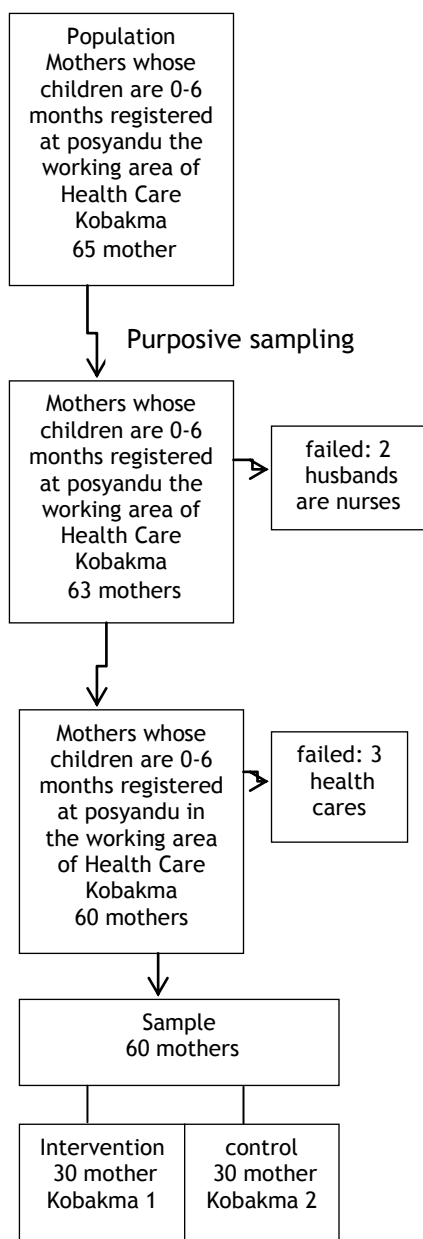 Population
Mothers whose
children are 0-6
months registered
at posyandu the
working area of
Health Care
Kobakma
65 mother
Purposive sampling
Mothers whose
children are 0-6
months registered
at posyandu the
working area of
Health Care
Kobakma
63 mothers
failed: 2
husbands
are nurses
Mothers whose
children are 0-6
months registered
at posyandu in
the working area
of Health Care
Kobakma
60 mothers
failed: 3
health
cares
Sample
60 mothers
Intervention
30 mother
Kobakma 1
control
30 mother
Kobakma 2